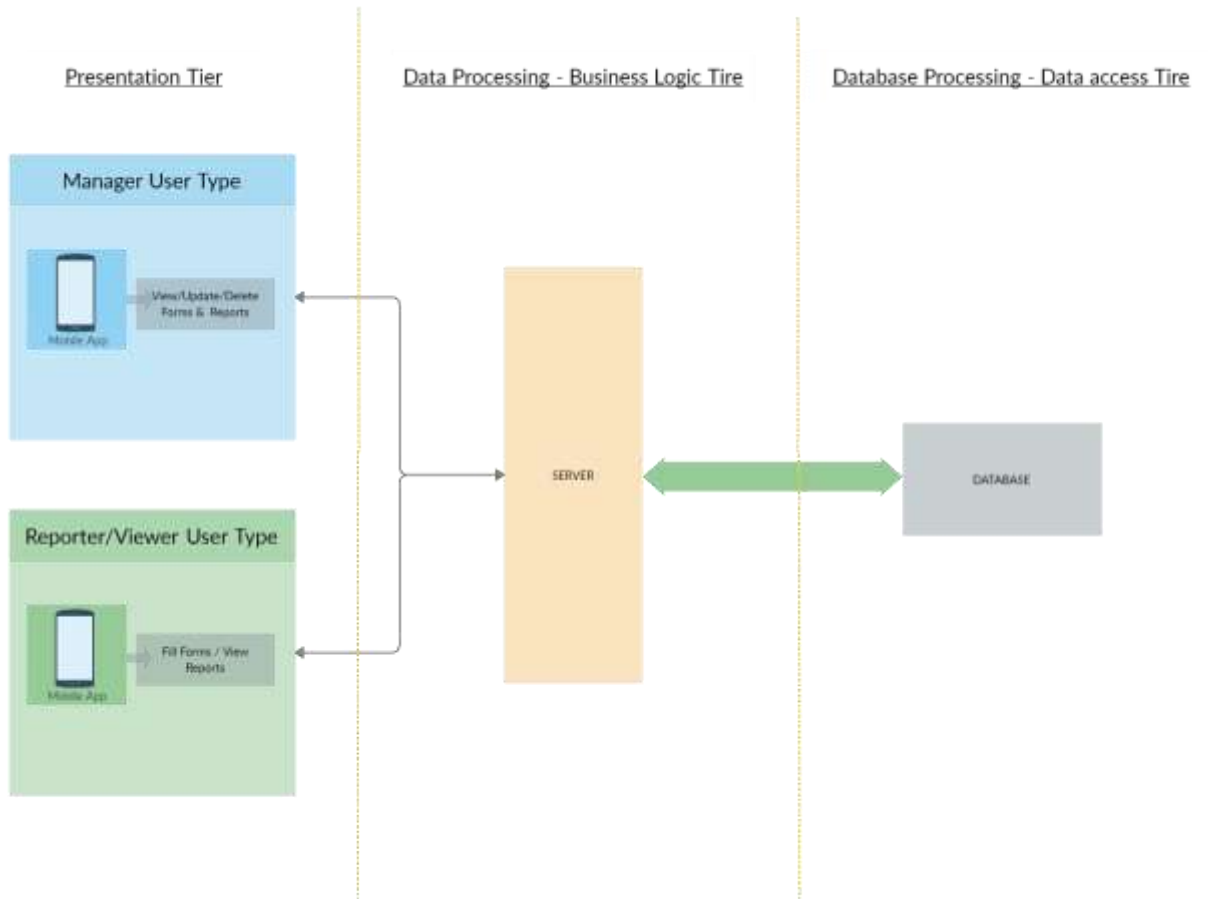 Presentation Tier
Data Processing - Business Logic Tire
Database Processing - Data access Tire
Manager User Type
View/Update/Delete
Forms & Reports
Mobile App
SERVER
DATABASE
Reporter/Viewer User Type
Fill Forms / View
Reports
Mobile App